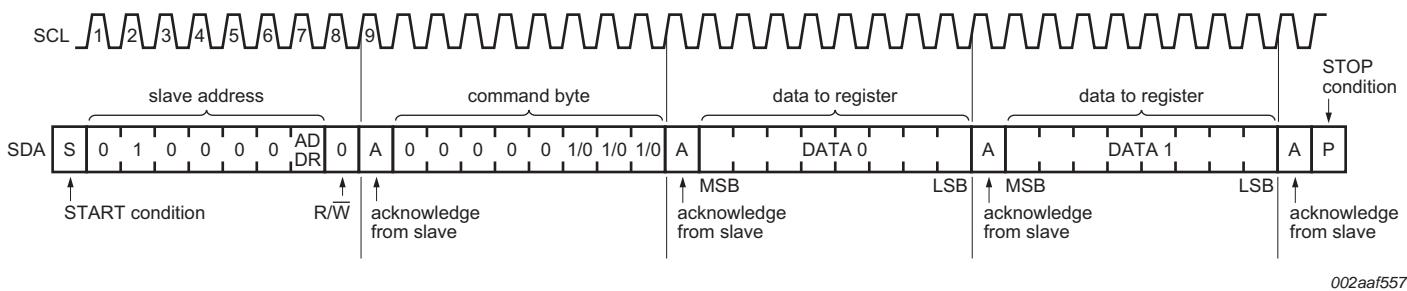 SCL 1 2 3 4 5 6 7 8 9
STOP
condition
slave address command byte data to register data to register
SDA S 0 1 0 0 0 0 AD DR 0 A 0 0 0 0 0 1/0 1/0 1/0 A DATA 0 A DATA 1 A P
MSB LSB MSB LSB
START condition R/W̅ acknowledge from slave acknowledge from slave acknowledge from slave acknowledge from slave
002aaf557